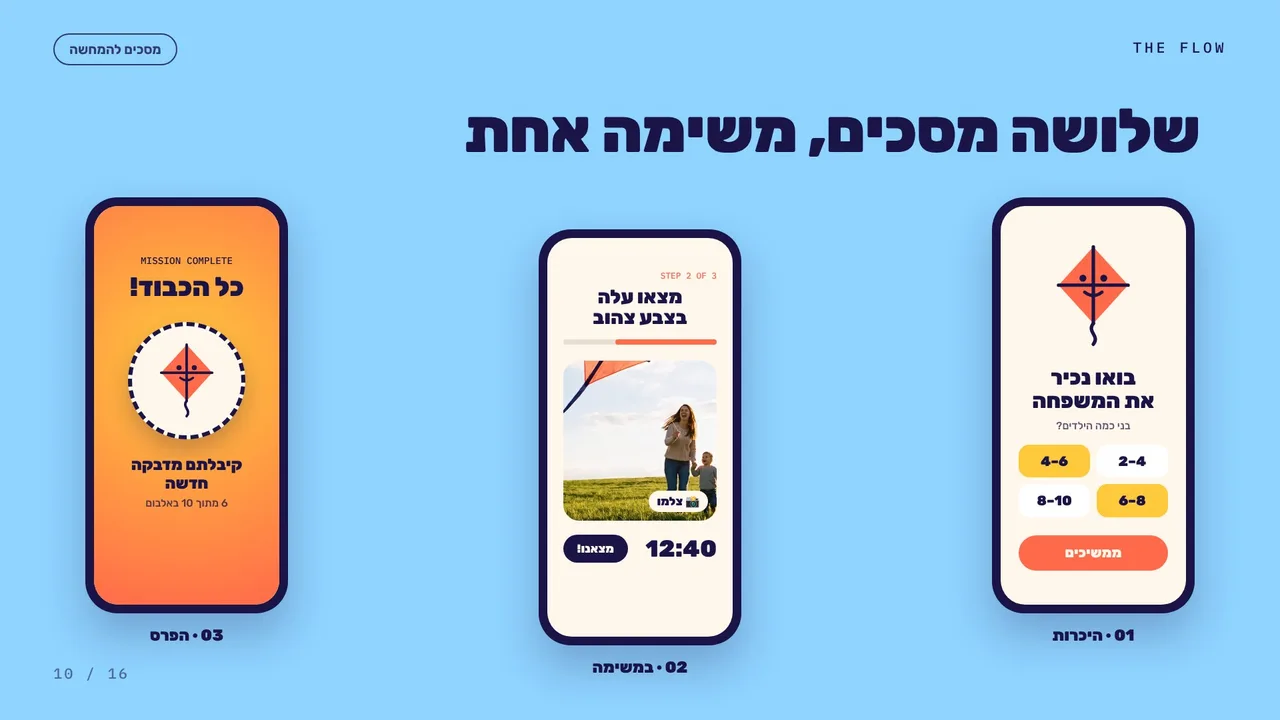 THE FLOW
מסכים להמחשה
שלושה מסכים, משימה אחת
בואו נכיר
את המשפחה
בני כמה הילדים?
2–4
4–6
6–8
8–10
ממשיכים
01 • היכרות
STEP 2 OF 3
מצאו עלה
בצבע צהוב
📸 צלמו
12:40
מצאנו!
02 • במשימה
MISSION COMPLETE
כל הכבוד!
קיבלתם מדבקה
חדשה
6 מתוך 10 באלבום
03 • הפרס
10 / 16